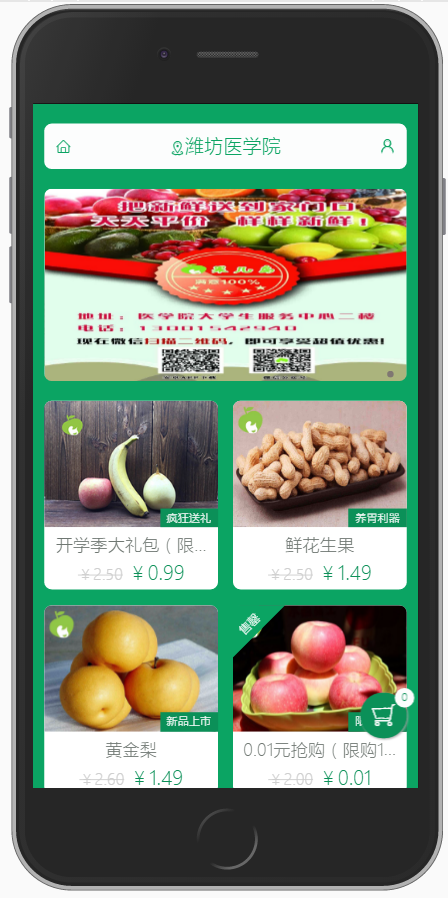 潍坊医学院
把新鲜送到家门口
天天平价 样样新鲜！
果儿岛
满意100%
地址：医学院大学生服务中心二楼
电话：13001542940
现在微信扫描二维码，即可享受超值优惠！
疯狂送礼
养胃利器
开学季大礼包（限...
鲜花生果
￥2.50 ￥0.99
￥2.50 ￥1.49
售罄
新品上市
0
黄金梨
0.01元抢购（限购1...
￥2.60 ￥1.49
￥2.00 ￥0.01